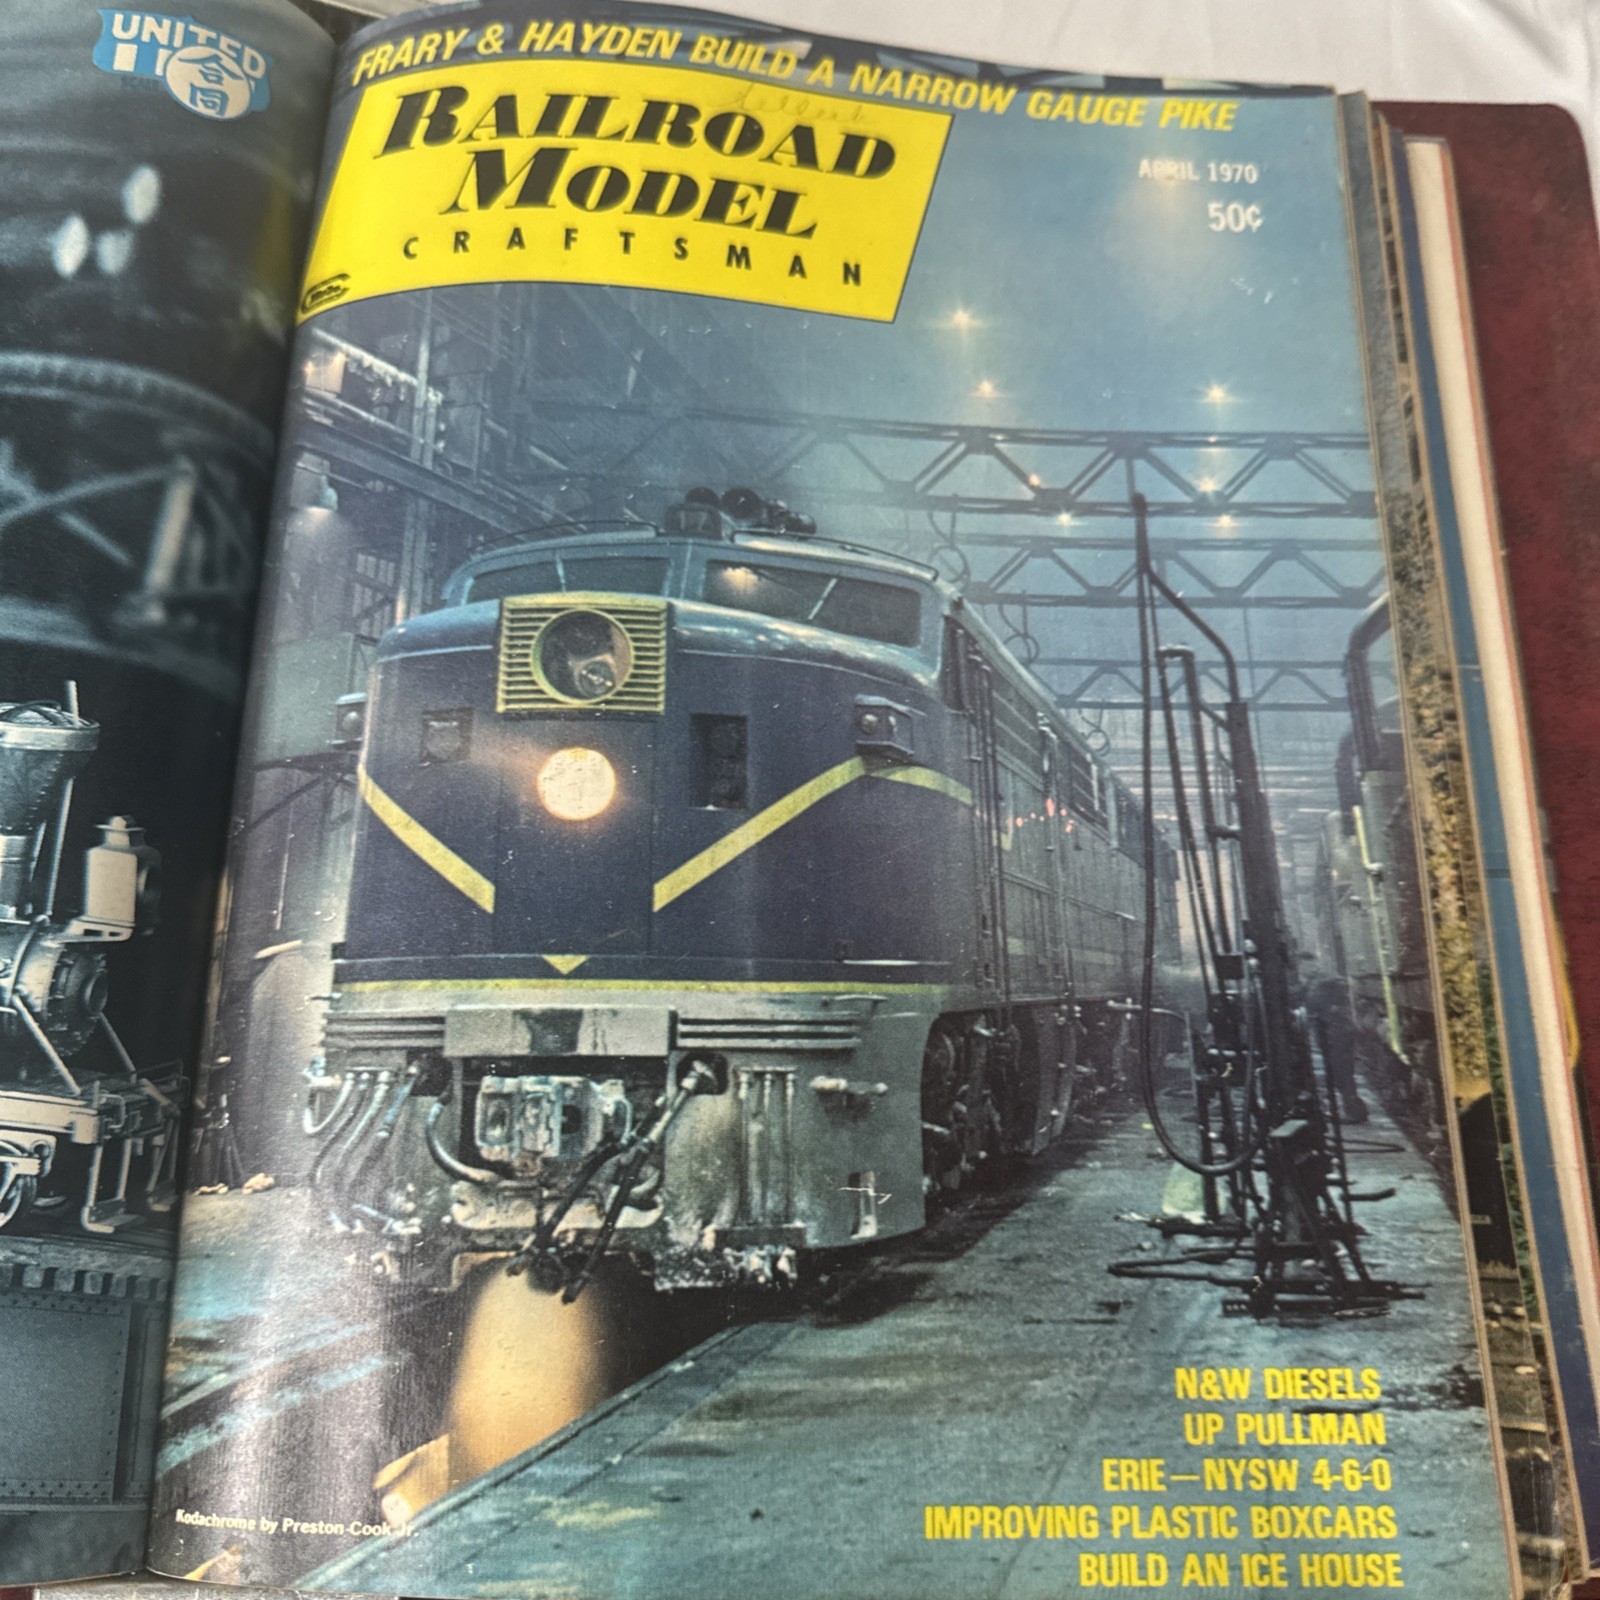 UNITED
合
同
FRARY & HAYDEN BUILD A NARROW GAUGE PIKE
RAILROAD
MODEL
CRAFTSMAN
APRIL 1970
50¢
N&W DIESELS
UP PULLMAN
ERIE—NYSW 4-6-0
IMPROVING PLASTIC BOXCARS
BUILD AN ICE HOUSE
Kodachrome by Preston Cook Jr.